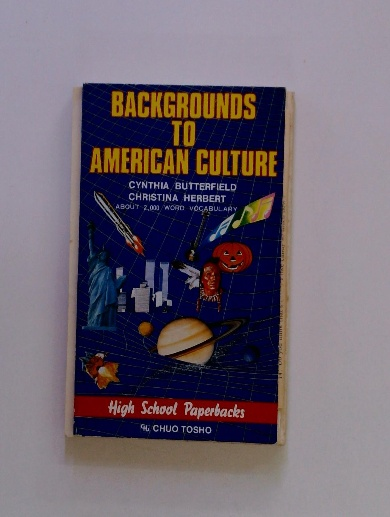 BACKGROUNDS
TO
AMERICAN CULTURE
CYNTHIA BUTTERFIELD
CHRISTINA HERBERT
ABOUT 2,000 WORD VOCABULARY
High School Paperbacks
CHUO TOSHO